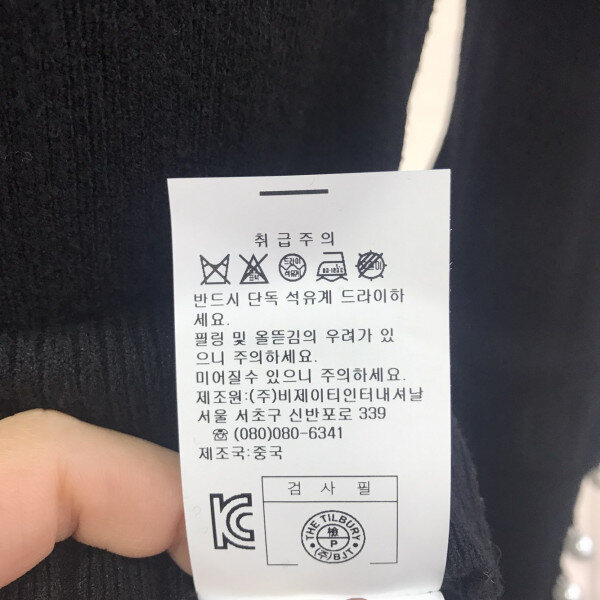 취급주의
드라이
석유계
반드시 단독 석유계 드라이하
세요.
필링 및 올뜯김의 우려가 있
으니 주의하세요.
미어질수 있으니 주의하세요.
제조원:(주)비제이티인터내셔날
서울 서초구 신반포로 339
☏ (080)080-6341
제조국:중국
검 사 필
THE TILBURY
檢
P
(주)BJT